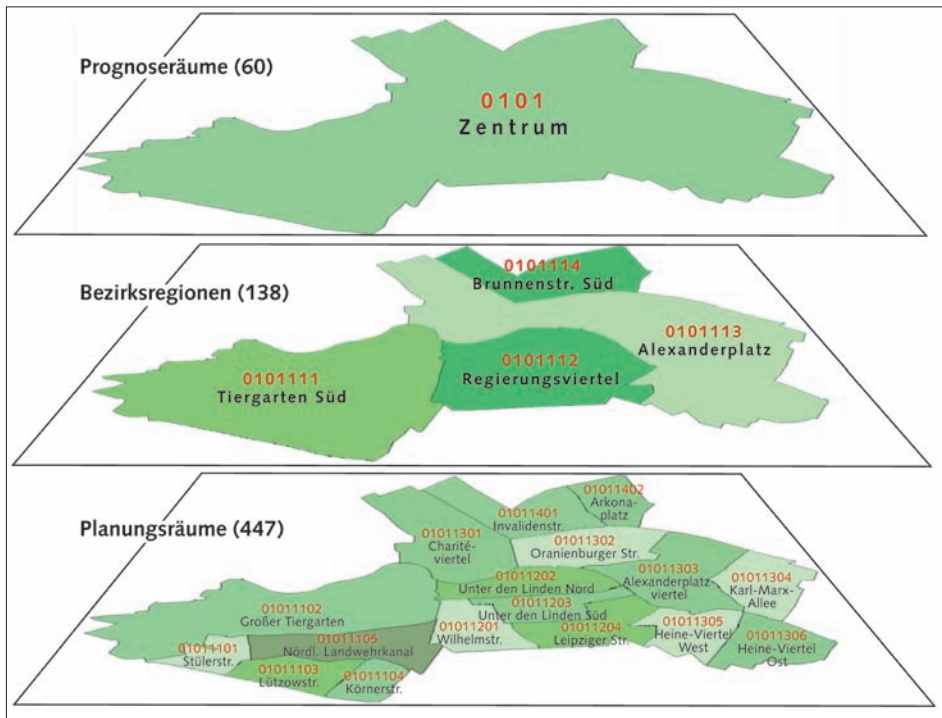 Prognoseräume (60)
0101
Zentrum
Bezirksregionen (138)
0101114
Brunnenstr. Süd
0101113
Alexanderplatz
0101112
Regierungsviertel
0101111
Tiergarten Süd
Planungsräume (447)
01011402
Arkona-
platz
01011401
Invalidenstr.
01011301
Charité-
viertel
01011302
Oranienburger Str.
01011303
Alexanderplatz
viertel
01011304
Karl-Marx-
Allee
01011202
Unter den Linden Nord
01011203
Unter den Linden Süd
01011102
Großer Tiergarten
01011201
Wilhelmstr.
01011204
Leipziger Str.
01011305
Heine-Viertel
West
01011306
Heine-Viertel
Ost
01011101
Stülerstr.
01011105
Nördl. Landwehrkanal
01011103
Lützowstr.
01011104
Körnerstr.